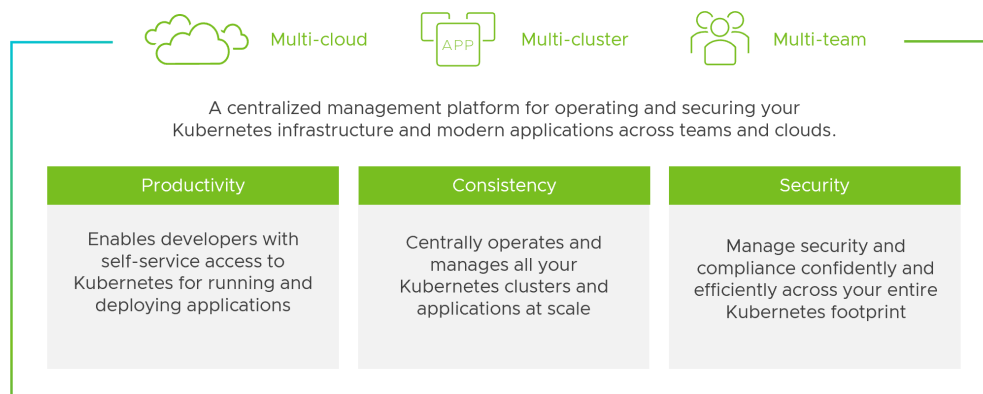 Multi-cloud
APP
Multi-cluster
Multi-team
A centralized management platform for operating and securing your
Kubernetes infrastructure and modern applications across teams and clouds.
Productivity
Enables developers with
self-service access to
Kubernetes for running and
deploying applications
Consistency
Centrally operates and
manages all your
Kubernetes clusters and
applications at scale
Security
Manage security and
compliance confidently and
efficiently across your entire
Kubernetes footprint